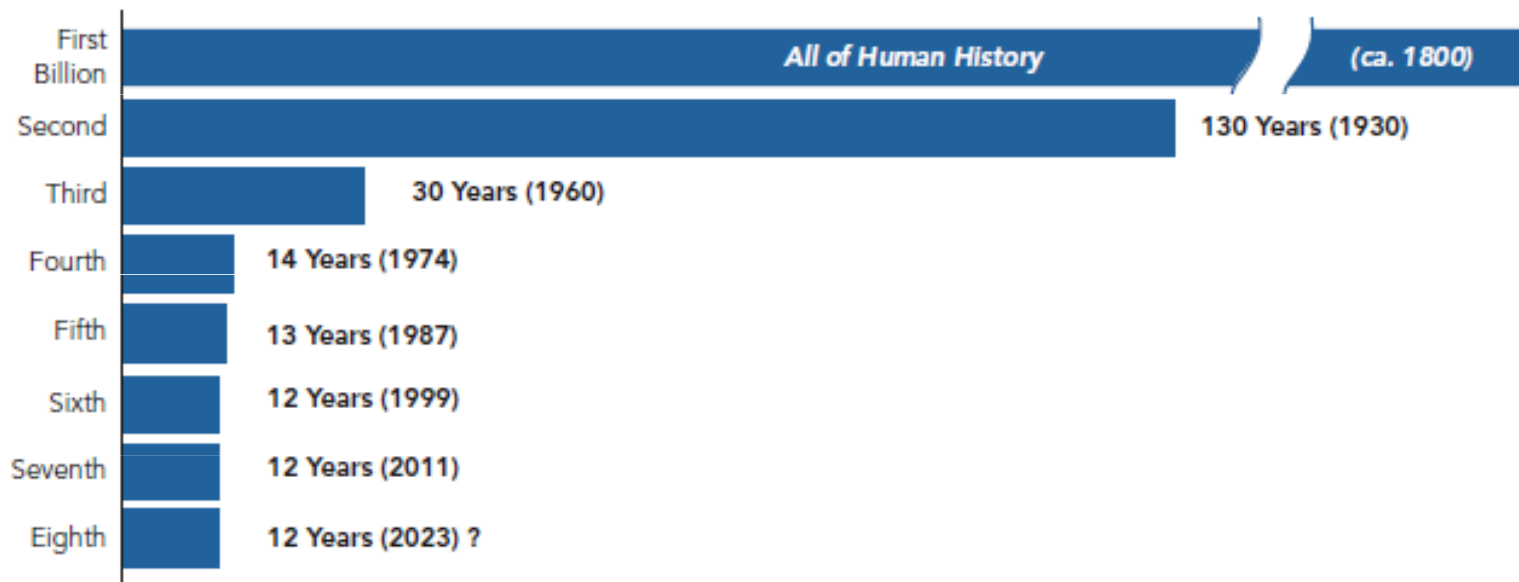 First
Billion
All of Human History
(ca. 1800)
Second
130 Years (1930)
Third
30 Years (1960)
Fourth
14 Years (1974)
Fifth
13 Years (1987)
Sixth
12 Years (1999)
Seventh
12 Years (2011)
Eighth
12 Years (2023) ?